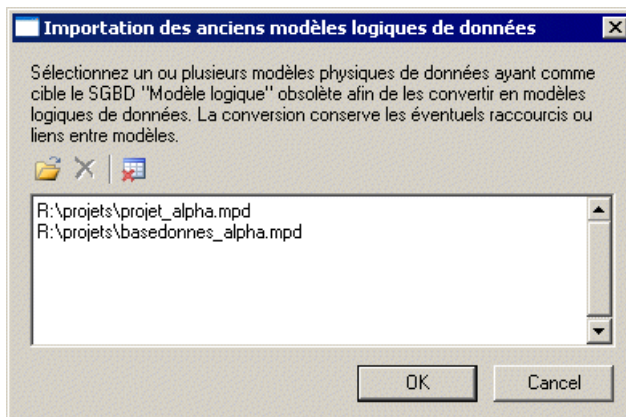 Importation des anciens modèles logiques de données
Sélectionnez un ou plusieurs modèles physiques de données ayant comme
cible le SGBD "Modèle logique" obsolète afin de les convertir en modèles
logiques de données. La conversion conserve les éventuels raccourcis ou
liens entre modèles.
R:\projets\projet_alpha.mpd
R:\projets\basedonnes_alpha.mpd
OK
Cancel